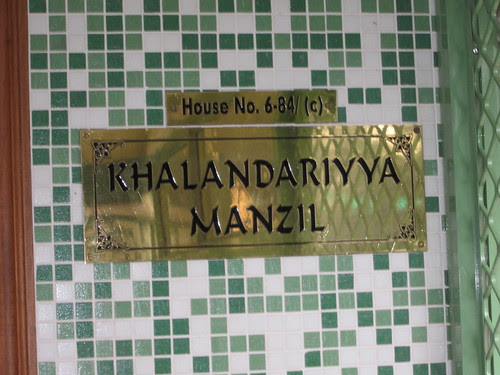 House No. 6-84/ (c)
KHALANDARIYYA
MANZIL